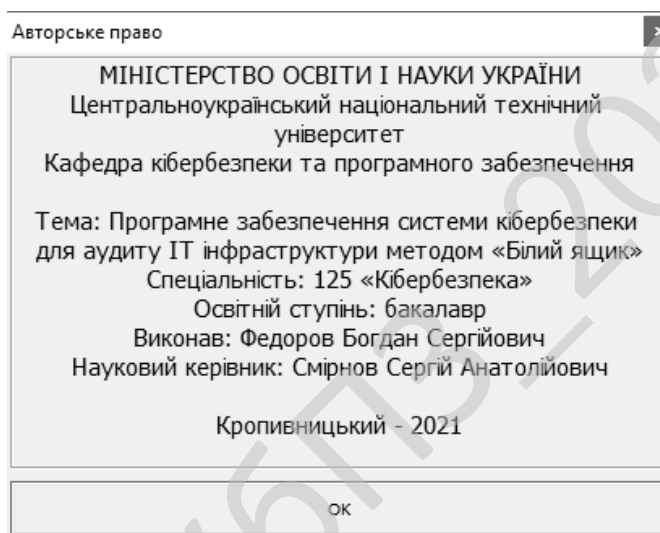 Авторське право
МІНІСТЕРСТВО ОСВІТИ І НАУКИ УКРАЇНИ
Центральноукраїнський національний технічний
університет
Кафедра кібербезпеки та програмного забезпечення
Тема: Програмне забезпечення системи кібербезпеки
для аудиту ІТ інфраструктури методом «Білий ящик»
Спеціальність: 125 «Кібербезпека»
Освітній ступінь: бакалавр
Виконав: Федоров Богдан Сергійович
Науковий керівник: Смірнов Сергій Анатолійович
Кропивницький - 2021
ОК